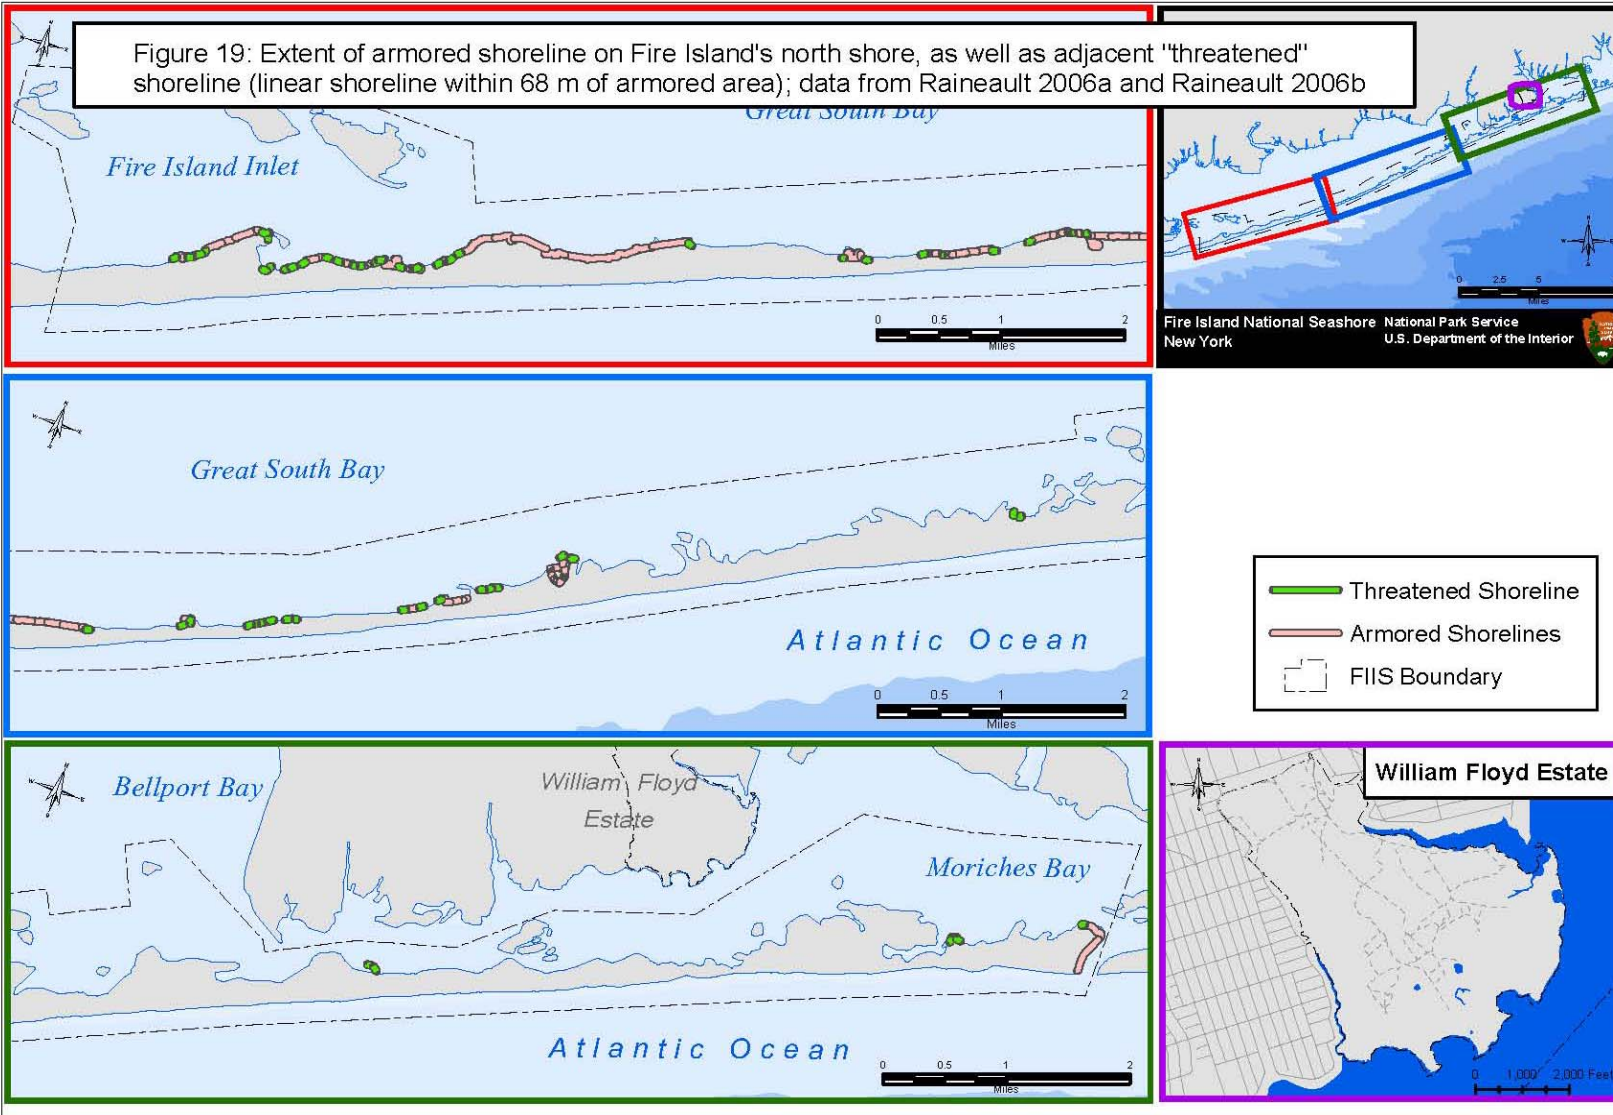 Figure 19: Extent of armored shoreline on Fire Island's north shore, as well as adjacent "threatened"
shoreline (linear shoreline within 68 m of armored area); data from Raineault 2006a and Raineault 2006b
Great South Bay
Fire Island Inlet
0 0.5 1 2
Miles
0 2.5 5
Miles
Fire Island National Seashore
New York
National Park Service
U.S. Department of the Interior
Great South Bay
Atlantic Ocean
0 0.5 1 2
Miles
Threatened Shoreline
Armored Shorelines
FIIS Boundary
Bellport Bay
William Floyd
Estate
Moriches Bay
Atlantic Ocean
0 0.5 1 2
Miles
William Floyd Estate
0 1,000 2,000 Feet